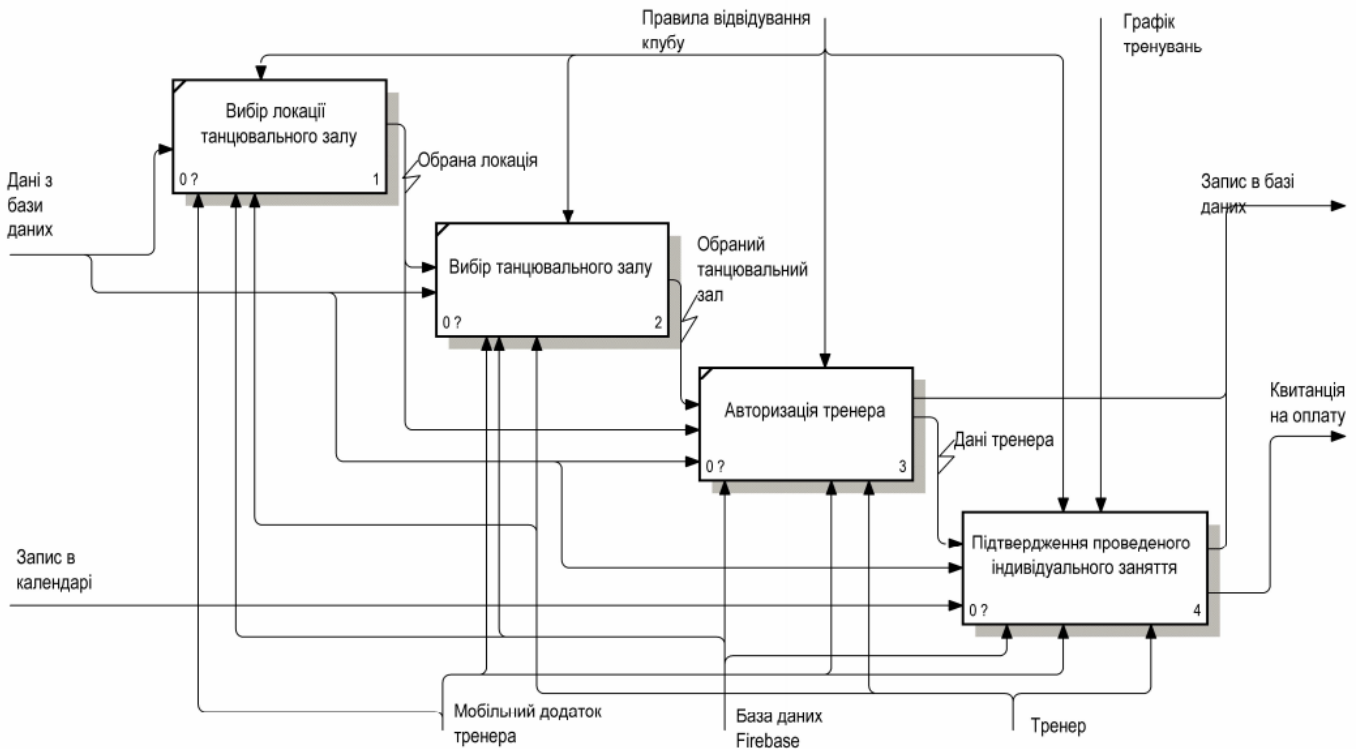 Правила відвідування
клубу
Графік
тренувань
Вибір локації
танцювального залу
0 ?
1
Обрана локація
Дані з
бази
даних
Запис в базі
даних
Вибір танцювального залу
0 ?
2
Обраний
танцювальний
зал
Авторизація тренера
0 ?
3
Квитанція
на оплату
Дані тренера
Запис в
календарі
Підтвердження проведеного
індивідуального заняття
0 ?
4
Мобільний додаток
тренера
База даних
Firebase
Тренер